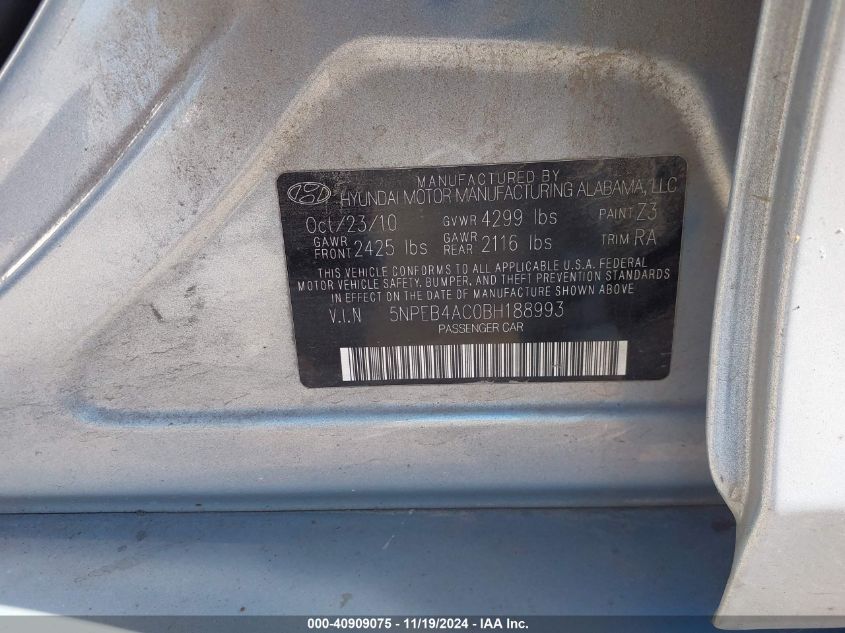 MANUFACTURED BY
HYUNDAI MOTOR MANUFACTURING ALABAMA, LLC
Oct/23/10 GVWR 4299 lbs PAINT Z3
GAWR FRONT 2425 lbs GAWR REAR 2116 lbs TRIM RA
THIS VEHICLE CONFORMS TO ALL APPLICABLE U.S.A. FEDERAL
MOTOR VEHICLE SAFETY, BUMPER, AND THEFT PREVENTION STANDARDS
IN EFFECT ON THE DATE OF MANUFACTURE SHOWN ABOVE
V.I.N 5NPEB4AC0BH188993
PASSENGER CAR
000-40909075 - 11/19/2024 - IAA Inc.